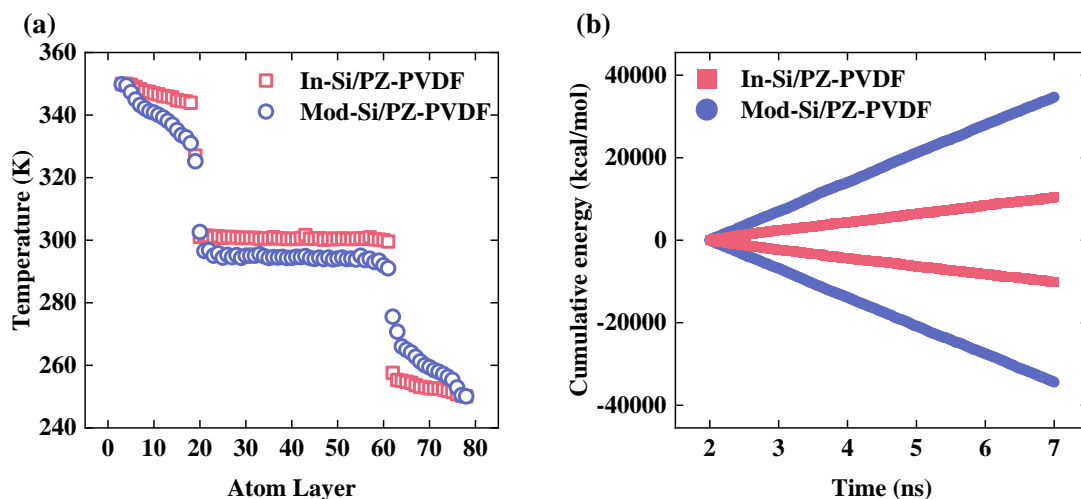 (a)
360
340
320
300
280
260
240
0 10 20 30 40 50 60 70 80
Temperature (K)
Atom Layer
In-Si/PZ-PVDF
Mod-Si/PZ-PVDF
(b)
40000
20000
0
-20000
-40000
2 3 4 5 6 7
Cumulative energy (kcal/mol)
Time (ns)
In-Si/PZ-PVDF
Mod-Si/PZ-PVDF